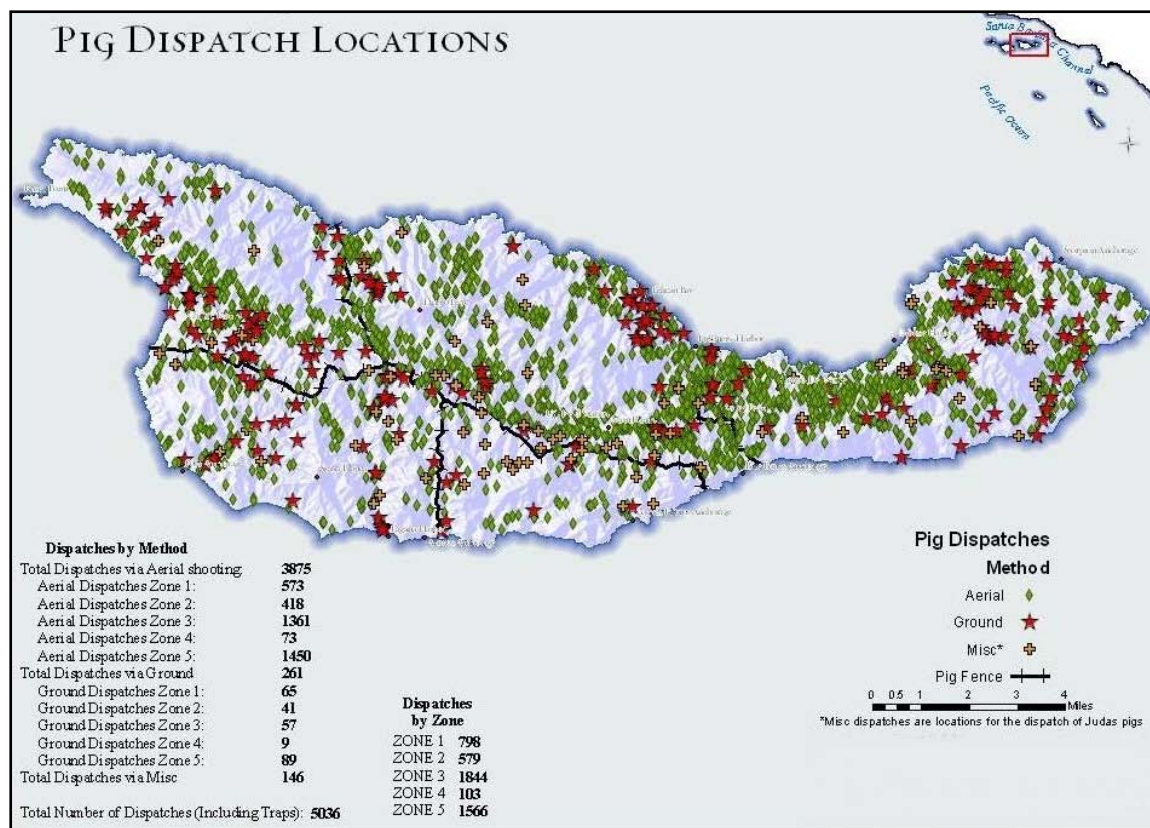 PIG DISPATCH LOCATIONS
Santa Barbara Channel
Pacific Ocean
Dispatches by Method
Total Dispatches via Aerial shooting: 3875
Aerial Dispatches Zone 1: 573
Aerial Dispatches Zone 2: 418
Aerial Dispatches Zone 3: 1361
Aerial Dispatches Zone 4: 73
Aerial Dispatches Zone 5: 1450
Total Dispatches via Ground 261
Ground Dispatches Zone 1: 65
Ground Dispatches Zone 2: 41
Ground Dispatches Zone 3: 57
Ground Dispatches Zone 4: 9
Ground Dispatches Zone 5: 89
Total Dispatches via Misc 146
Total Number of Dispatches (Including Traps): 5036
Dispatches
by Zone
ZONE 1 798
ZONE 2 579
ZONE 3 1844
ZONE 4 103
ZONE 5 1566
Pig Dispatches
Method
Aerial
Ground
Misc*
Pig Fence
0 0.5 1 2 3 4
Miles
*Misc dispatches are locations for the dispatch of Judas pigs